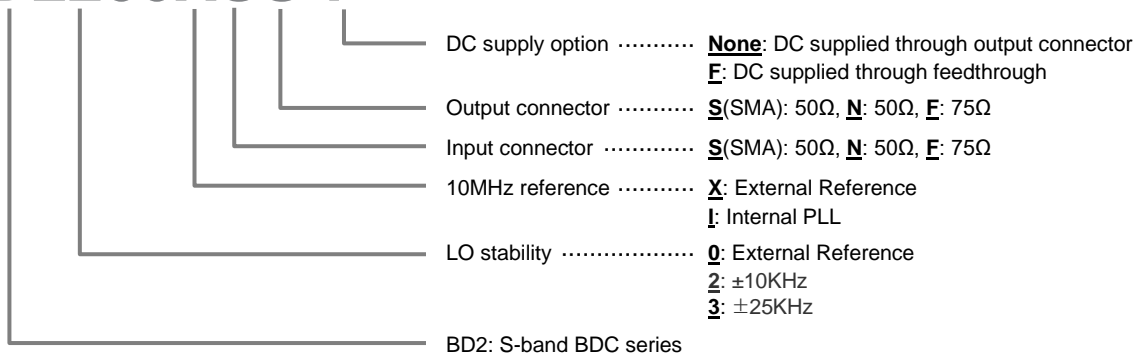 DC supply option ··········· None: DC supplied through output connector
F: DC supplied through feedthrough
Output connector ··········· S(SMA): 50Ω, N: 50Ω, F: 75Ω
Input connector ············· S(SMA): 50Ω, N: 50Ω, F: 75Ω
10MHz reference ··········· X: External Reference
I: Internal PLL
LO stability ··················· 0: External Reference
2: ±10KHz
3: ±25KHz
BD2: S-band BDC series